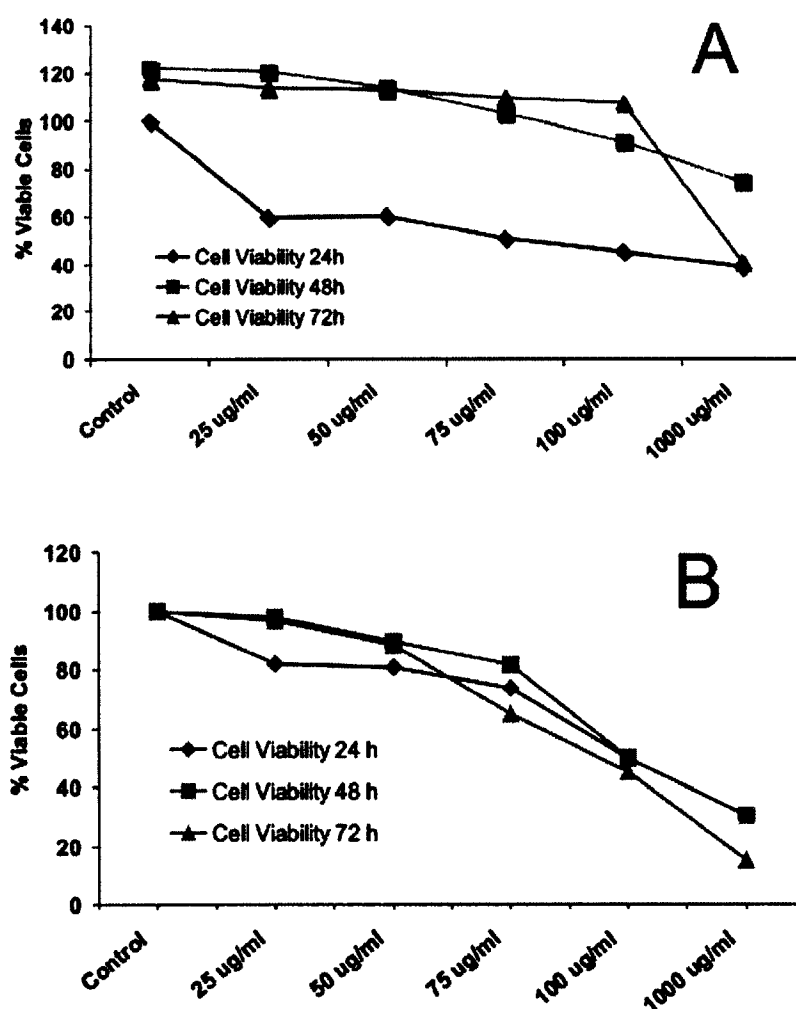 A
140
120
100
80
60
40
20
0
% Viable Cells
Cell Viability 24h
Cell Viability 48h
Cell Viability 72h
Control
25 ug/ml
50 ug/ml
75 ug/ml
100 ug/ml
1000 ug/ml
B
120
100
80
60
40
20
0
% Viable Cells
Cell Viability 24 h
Cell Viability 48 h
Cell Viability 72 h
Control
25 ug/ml
50 ug/ml
75 ug/ml
100 ug/ml
1000 ug/ml